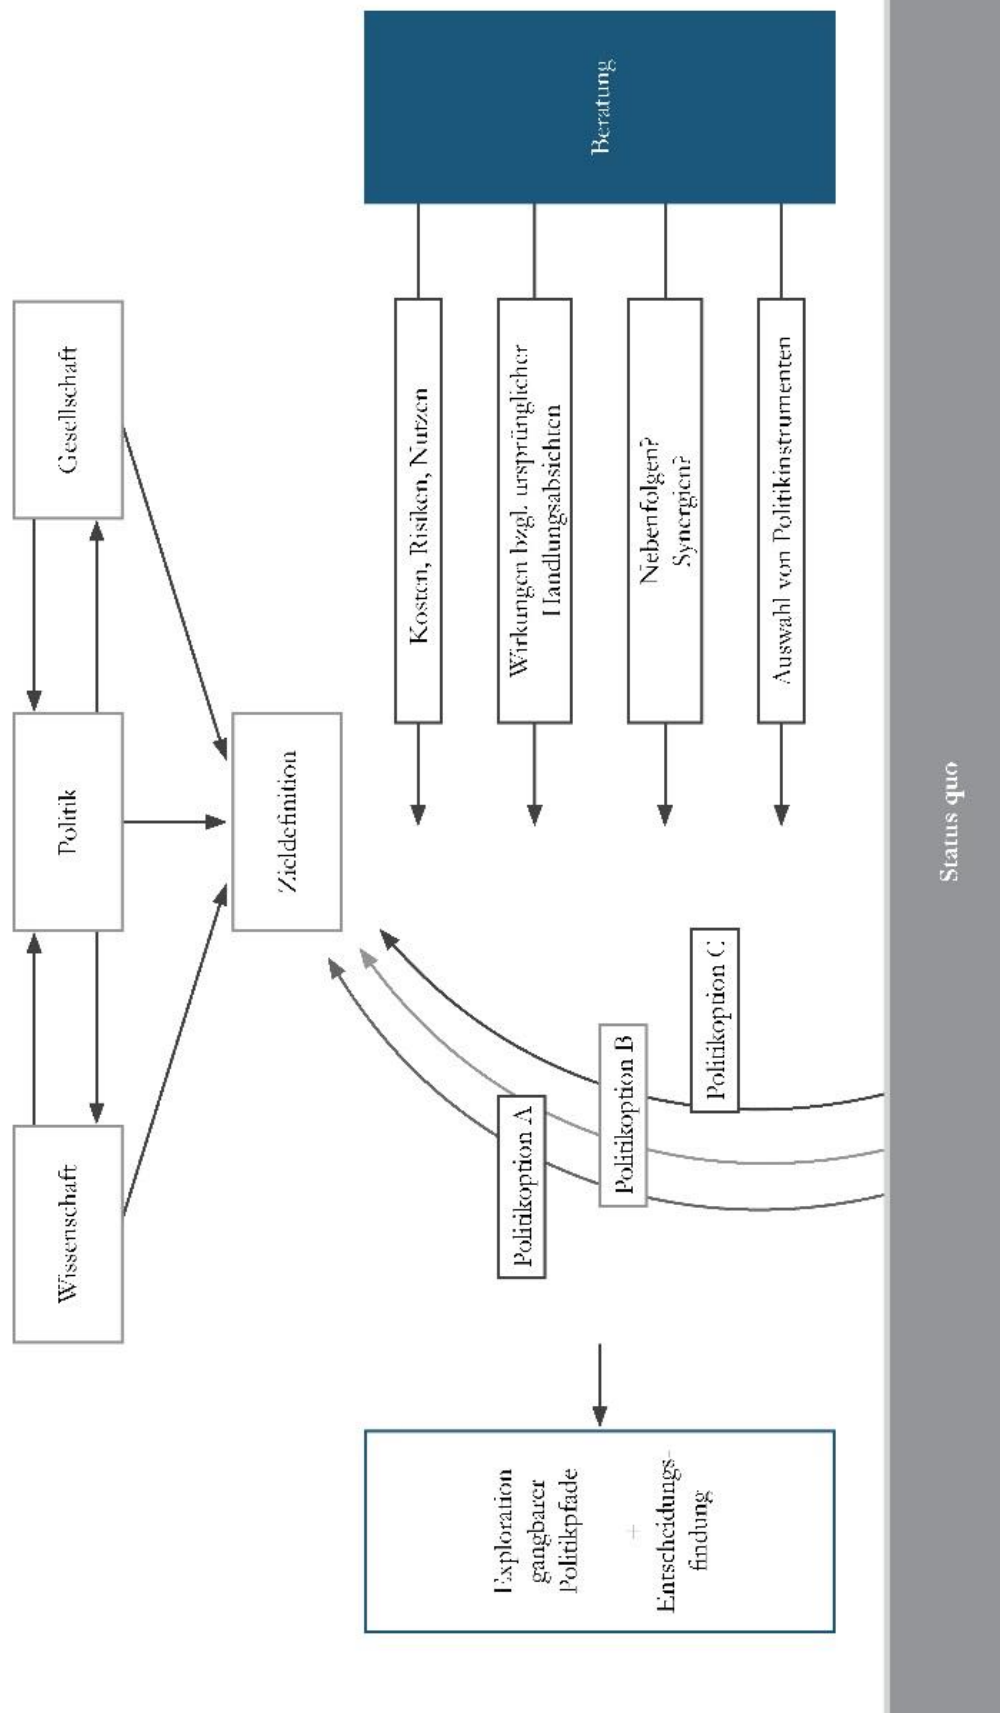 Wissenschaft
Politik
Gesellschaft
Zieldefinition
Exploration
gangbarer
Politikpfade
+
Entscheidungs-
findung
Politikoption A
Politikoption B
Politikoption C
Kosten, Risiken, Nutzen
Wirkungen bzgl. ursprünglicher
Handlungsabsichten
Nebenfolgen?
Synergien?
Auswahl von Politikinstrumenten
Beratung
Status quo